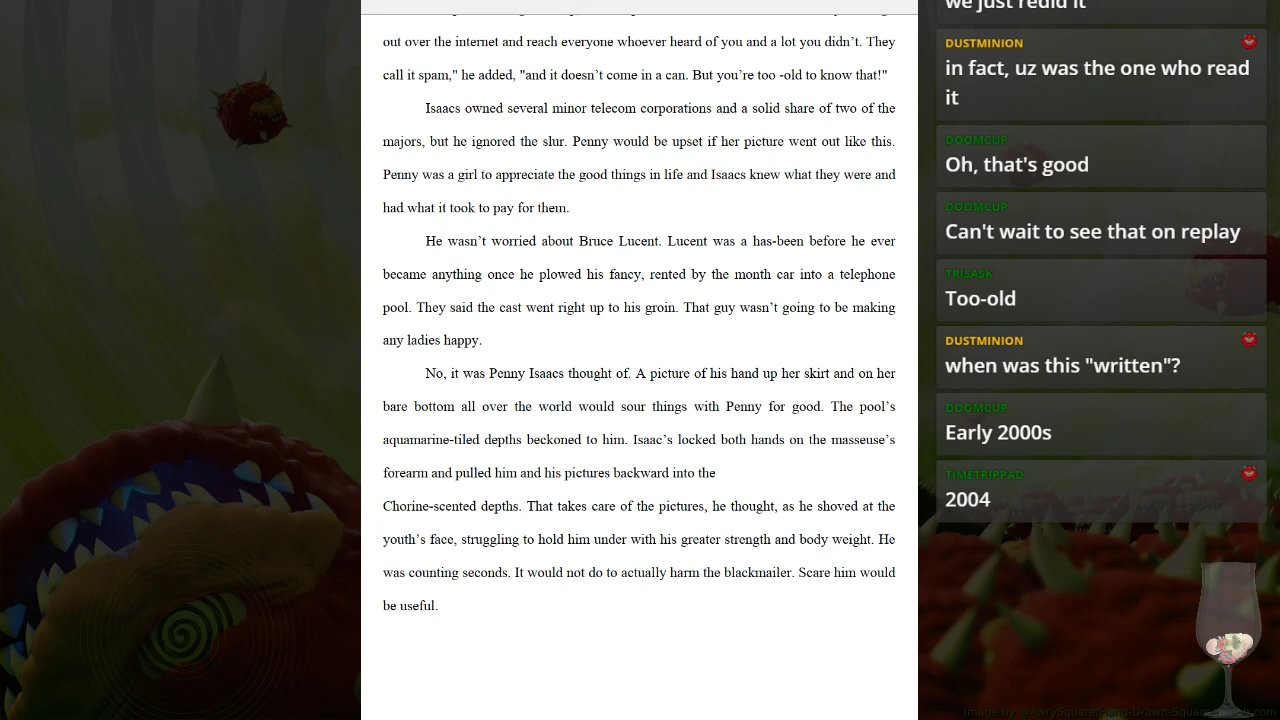 out over the internet and reach everyone whoever heard of you and a lot you didn’t. They
call it spam," he added, "and it doesn’t come in a can. But you’re too -old to know that!"
Isaacs owned several minor telecom corporations and a solid share of two of the
majors, but he ignored the slur. Penny would be upset if her picture went out like this.
Penny was a girl to appreciate the good things in life and Isaacs knew what they were and
had what it took to pay for them.
He wasn’t worried about Bruce Lucent. Lucent was a has-been before he ever
became anything once he plowed his fancy, rented by the month car into a telephone
pool. They said the cast went right up to his groin. That guy wasn’t going to be making
any ladies happy.
No, it was Penny Isaacs thought of. A picture of his hand up her skirt and on her
bare bottom all over the world would sour things with Penny for good. The pool’s
aquamarine-tiled depths beckoned to him. Isaac’s locked both hands on the masseuse’s
forearm and pulled him and his pictures backward into the
Chorine-scented depths. That takes care of the pictures, he thought, as he shoved at the
youth’s face, struggling to hold him under with his greater strength and body weight. He
was counting seconds. It would not do to actually harm the blackmailer. Scare him would
be useful.
we just redid it
DUSTMINION
in fact, uz was the one who read
it
DOOMCUP
Oh, that's good
DOOMCUP
Can't wait to see that on replay
TRISASK
Too-old
DUSTMINION
when was this "written"?
DOOMCUP
Early 2000s
TIMETRIPPAD
2004